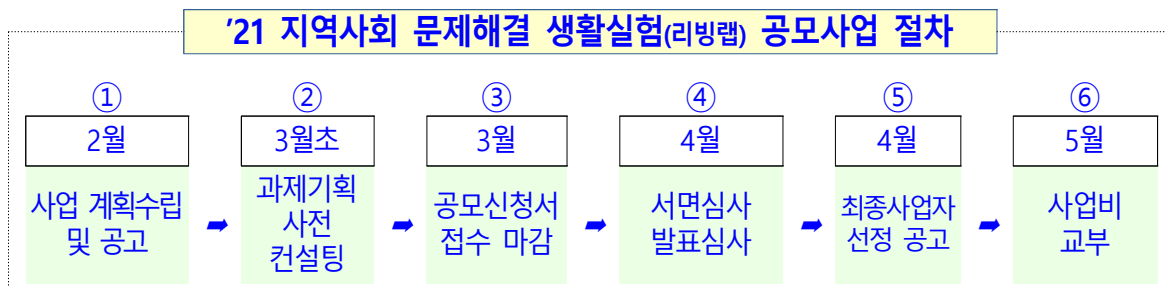 '21 지역사회 문제해결 생활실험(리빙랩) 공모사업 절차
① ② ③ ④ ⑤ ⑥
2월 3월초 3월 4월 4월 5월
사업 계획수립
및 공고
➡
과제기획
사전
컨설팅
➡
공모신청서
접수 마감
➡
서면심사
발표심사
➡
최종사업자
선정 공고
➡
사업비
교부